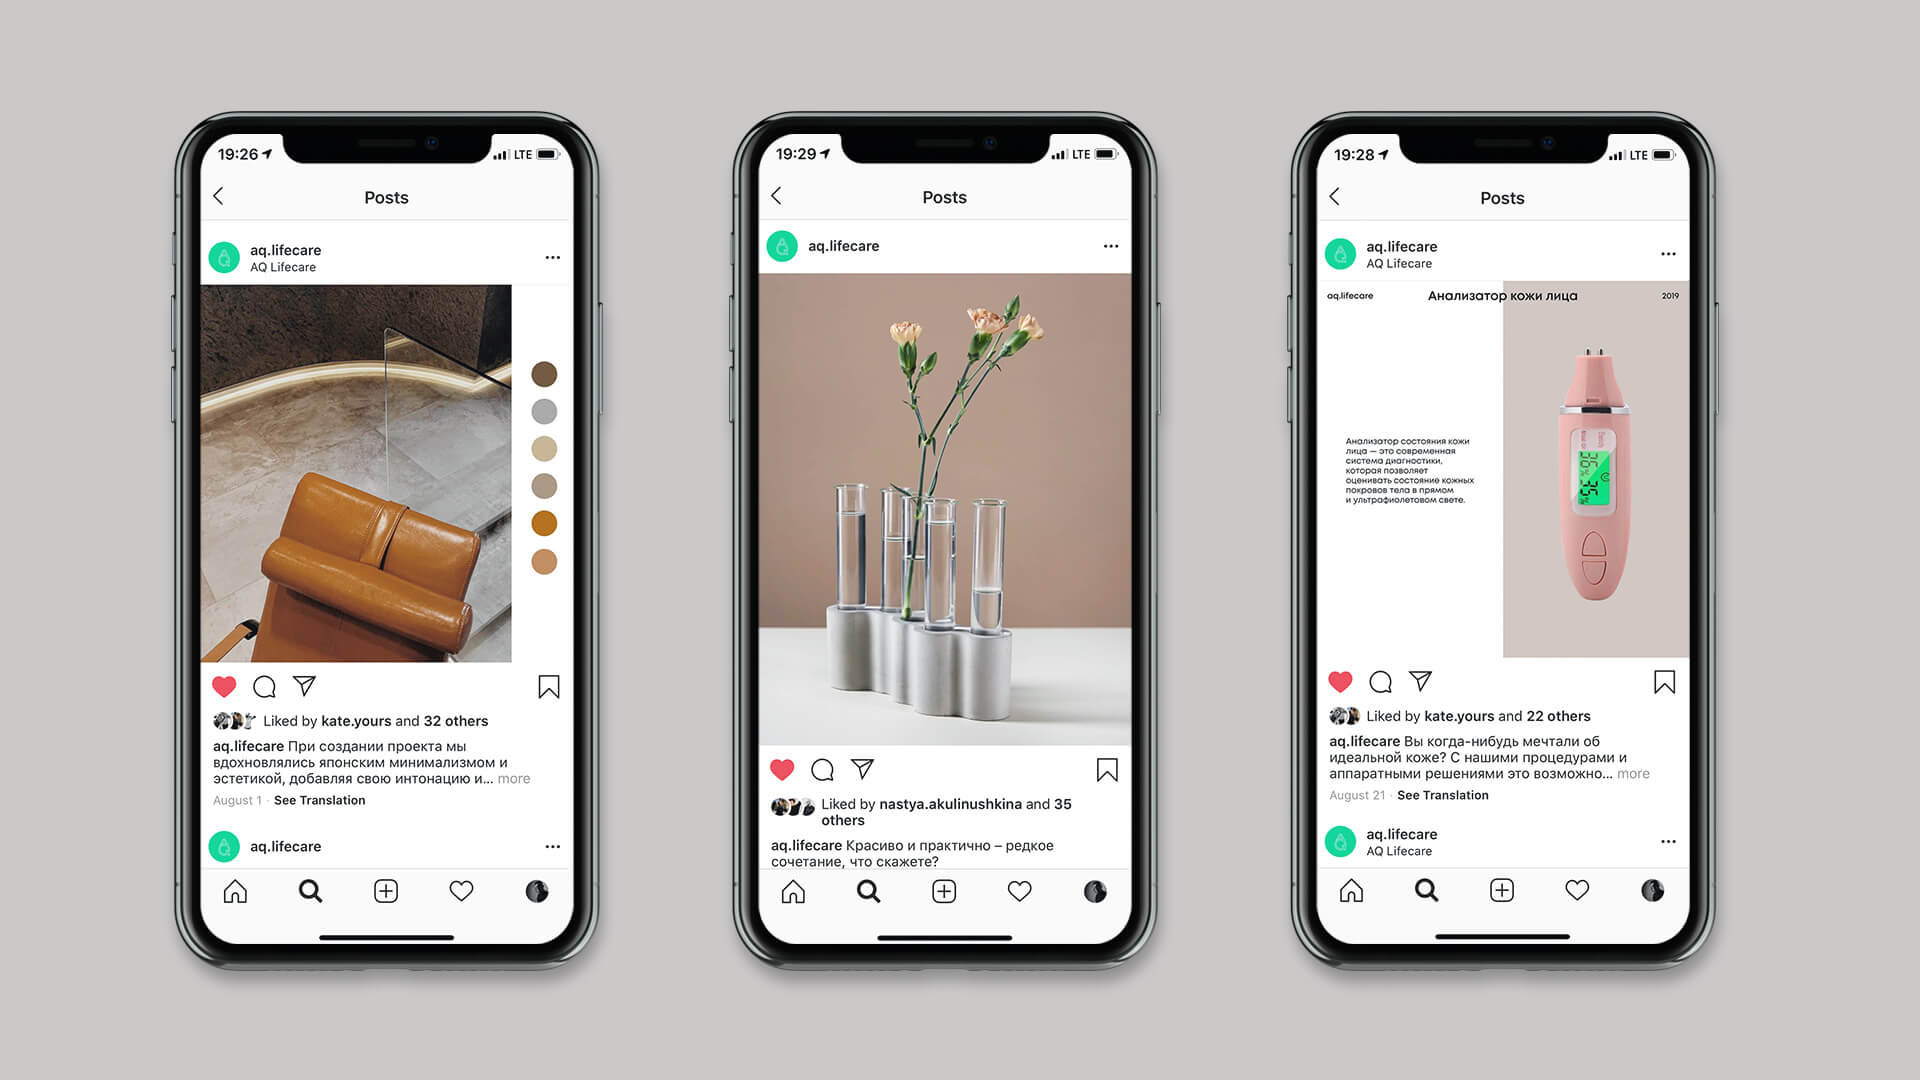 19:26
LTE
Posts
aq.lifecare
AQ Lifecare
Liked by kate.yours and 32 others
aq.lifecare При создании проекта мы
вдохновлялись японским минимализмом и
эстетикой, добавляя свою интонацию и... more
August 1 · See Translation
aq.lifecare
19:29
LTE
Posts
aq.lifecare
Liked by nastya.akulinushkina and 35
others
aq.lifecare Красиво и практично – редкое
сочетание, что скажете?
19:28
LTE
Posts
aq.lifecare
AQ Lifecare
aq.lifecare
Анализатор кожи лица
2019
Анализатор состояния кожи
лица — это современная
система диагностики,
которая позволяет
оценивать состояние кожных
покровов тела в прямом
и ультрафиолетовом свете.
Liked by kate.yours and 22 others
aq.lifecare Вы когда-нибудь мечтали об
идеальной коже? С нашими процедурами и
аппаратными решениями это возможно... more
August 21 · See Translation
aq.lifecare
AQ Lifecare